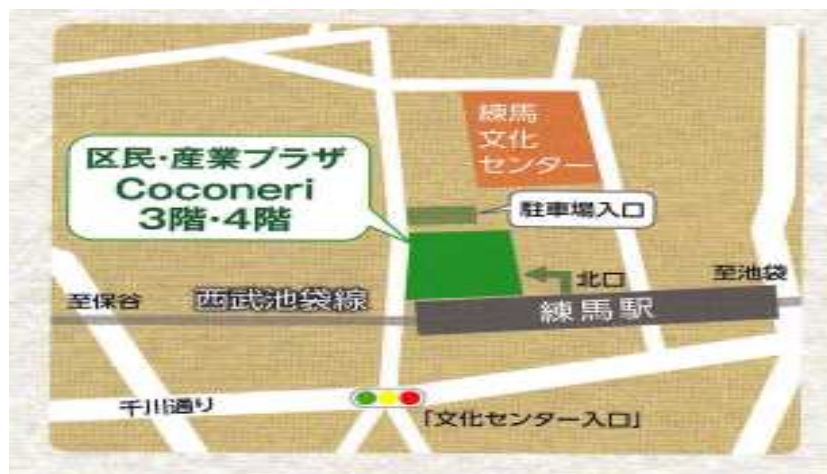 練馬
文化
センター
区民・産業プラザ
Coconeri
3階・4階
駐車場入口
北口
至池袋
至保谷
西武池袋線
練馬駅
千川通り
「文化センター入口」